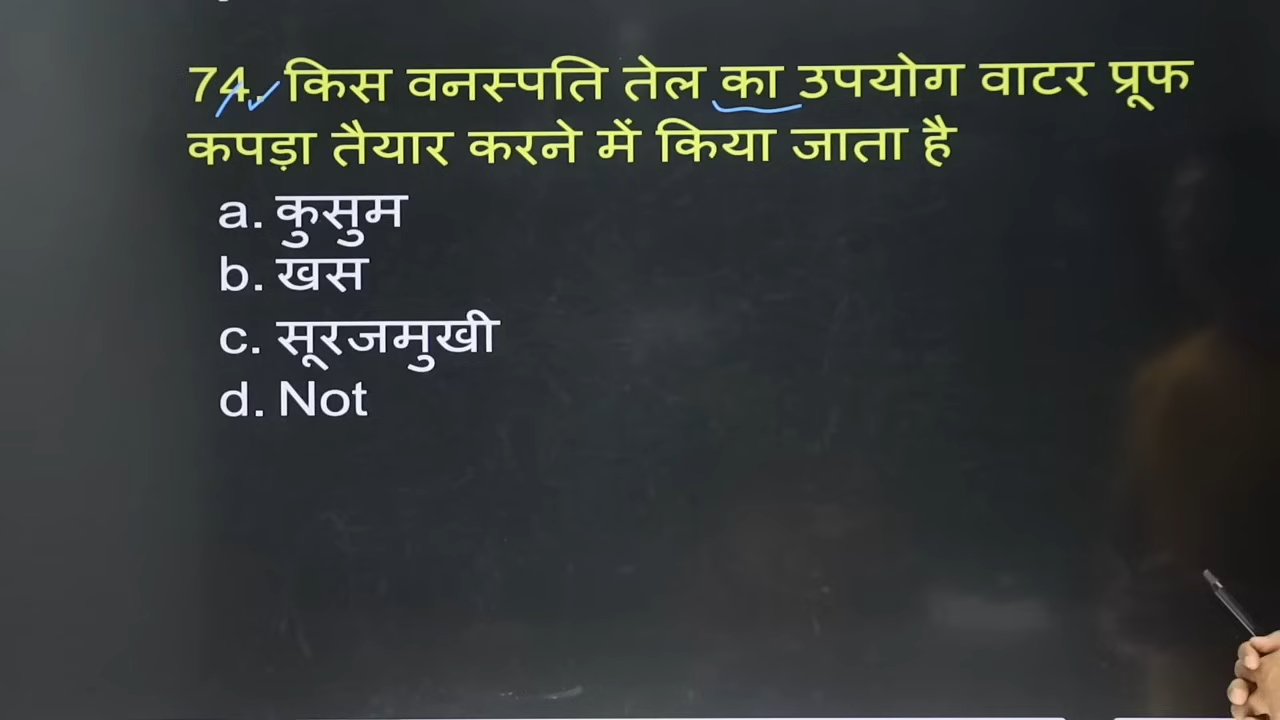 74. किस वनस्पति तेल का उपयोग वाटर प्रूफ
कपड़ा तैयार करने में किया जाता है
a. कुसुम
b. खस
c. सूरजमुखी
d. Not